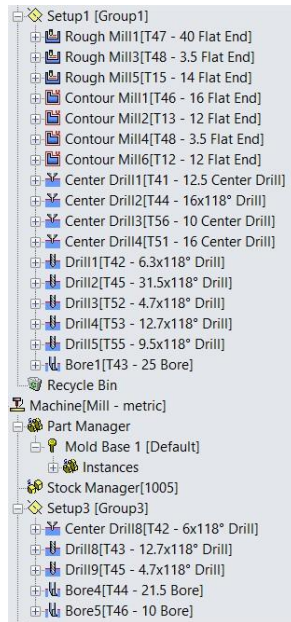 Setup1 [Group1]
Rough Mill1[T47 - 40 Flat End]
Rough Mill3[T48 - 3.5 Flat End]
Rough Mill5[T15 - 14 Flat End]
Contour Mill1[T46 - 16 Flat End]
Contour Mill2[T13 - 12 Flat End]
Contour Mill4[T48 - 3.5 Flat End]
Contour Mill6[T12 - 12 Flat End]
Center Drill1[T41 - 12.5 Center Drill]
Center Drill2[T44 - 16x118° Drill]
Center Drill3[T56 - 10 Center Drill]
Center Drill4[T51 - 16 Center Drill]
Drill1[T42 - 6.3x118° Drill]
Drill2[T45 - 31.5x118° Drill]
Drill3[T52 - 4.7x118° Drill]
Drill4[T53 - 12.7x118° Drill]
Drill5[T55 - 9.5x118° Drill]
Bore1[T43 - 25 Bore]
Recycle Bin
Machine[Mill - metric]
Part Manager
Mold Base 1 [Default]
Instances
Stock Manager[1005]
Setup3 [Group3]
Center Drill8[T42 - 6x118° Drill]
Drill8[T43 - 12.7x118° Drill]
Drill9[T45 - 4.7x118° Drill]
Bore4[T44 - 21.5 Bore]
Bore5[T46 - 10 Bore]